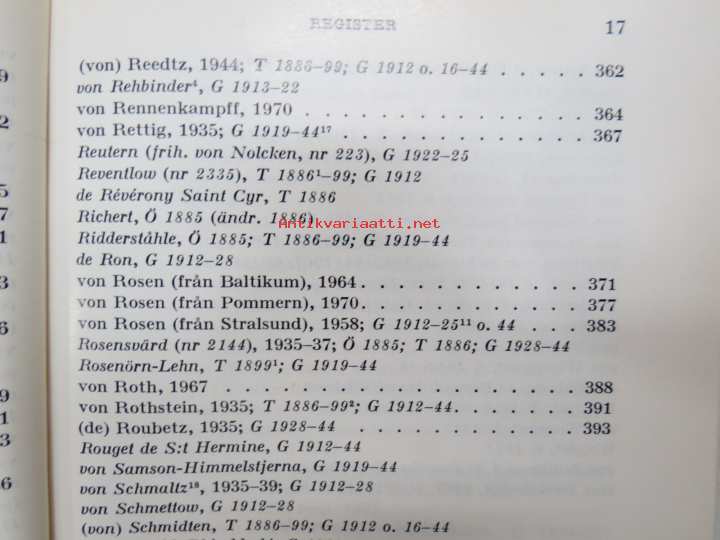 REGISTER 17
(von) Reedtz, 1944; T 1886–99; G 1912 o. 16–44 . . . . . 362
von Rehbinder⁴, G 1913–22
von Rennenkampff, 1970 . . . . . . . . . . . . . . . 364
von Rettig, 1935; G 1919–44¹⁷ . . . . . . . . . . . . . 367
Reutern (frih. von Nolcken, nr 223), G 1922–25
Reventlow (nr 2335), T 1886¹–99; G 1912
de Révérony Saint Cyr, T 1886
Richert, Ö 1885 (ändr. 1886)
Antikvariaatti.net
Ridderståhle, Ö 1885; T 1886–99; G 1919–44
de Ron, G 1912–28
von Rosen (från Baltikum), 1964. . . . . . . . . . . . 371
von Rosen (från Pommern), 1970. . . . . . . . . . . . 377
von Rosen (från Stralsund), 1958; G 1912–25¹¹ o. 44 . . . . 383
Rosensvärd (nr 2144), 1935–37; Ö 1885; T 1886; G 1928–44
Rosenörn-Lehn, T 1899¹; G 1919–44
von Roth, 1967 . . . . . . . . . . . . . . . . . . . 388
von Rothstein, 1935; T 1886–99²; G 1912–44. . . . . . . 391
(de) Roubetz, 1935; G 1928–44 . . . . . . . . . . . . . 393
Rouget de S:t Hermine, G 1912–44
von Samson-Himmelstjerna, G 1919–44
von Schmaltz¹⁸, 1935–39; G 1912–28
von Schmettow, G 1912–28
(von) Schmidten, T 1886–99; G 1912 o. 16–44